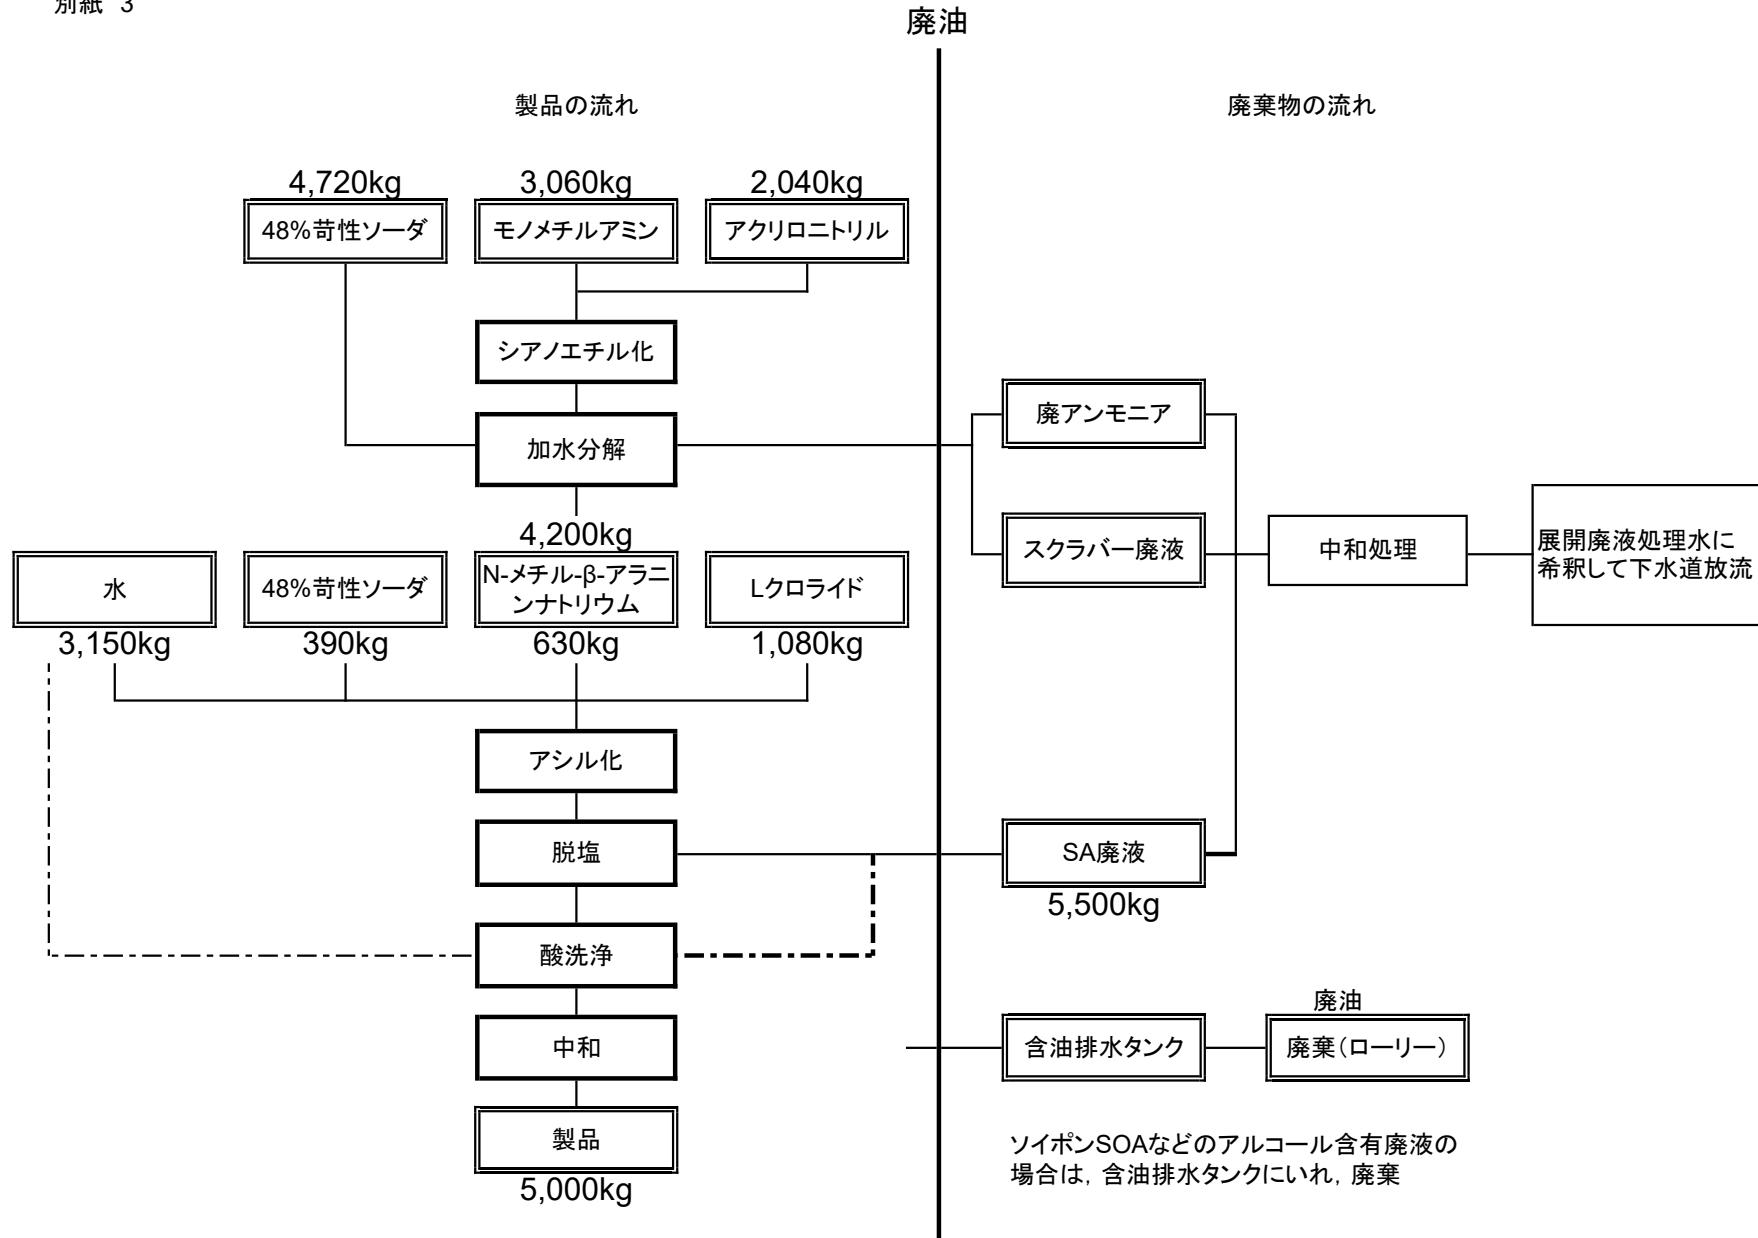 別紙 3
廃油
製品の流れ
廃棄物の流れ
4,720kg
3,060kg
2,040kg
48%苛性ソーダ
モノメチルアミン
アクリロニトリル
シアノエチル化
廃アンモニア
加水分解
4,200kg
スクラバー廃液
中和処理
展開廃液処理水に
希釈して下水道放流
水
48%苛性ソーダ
N-メチル-β-アラニ
ンナトリウム
Lクロライド
3,150kg
390kg
630kg
1,080kg
アシル化
脱塩
SA廃液
5,500kg
酸洗浄
廃油
中和
含油排水タンク
廃棄(ローリー)
製品
5,000kg
ソイポンSOAなどのアルコール含有廃液の
場合は,含油排水タンクにいれ,廃棄